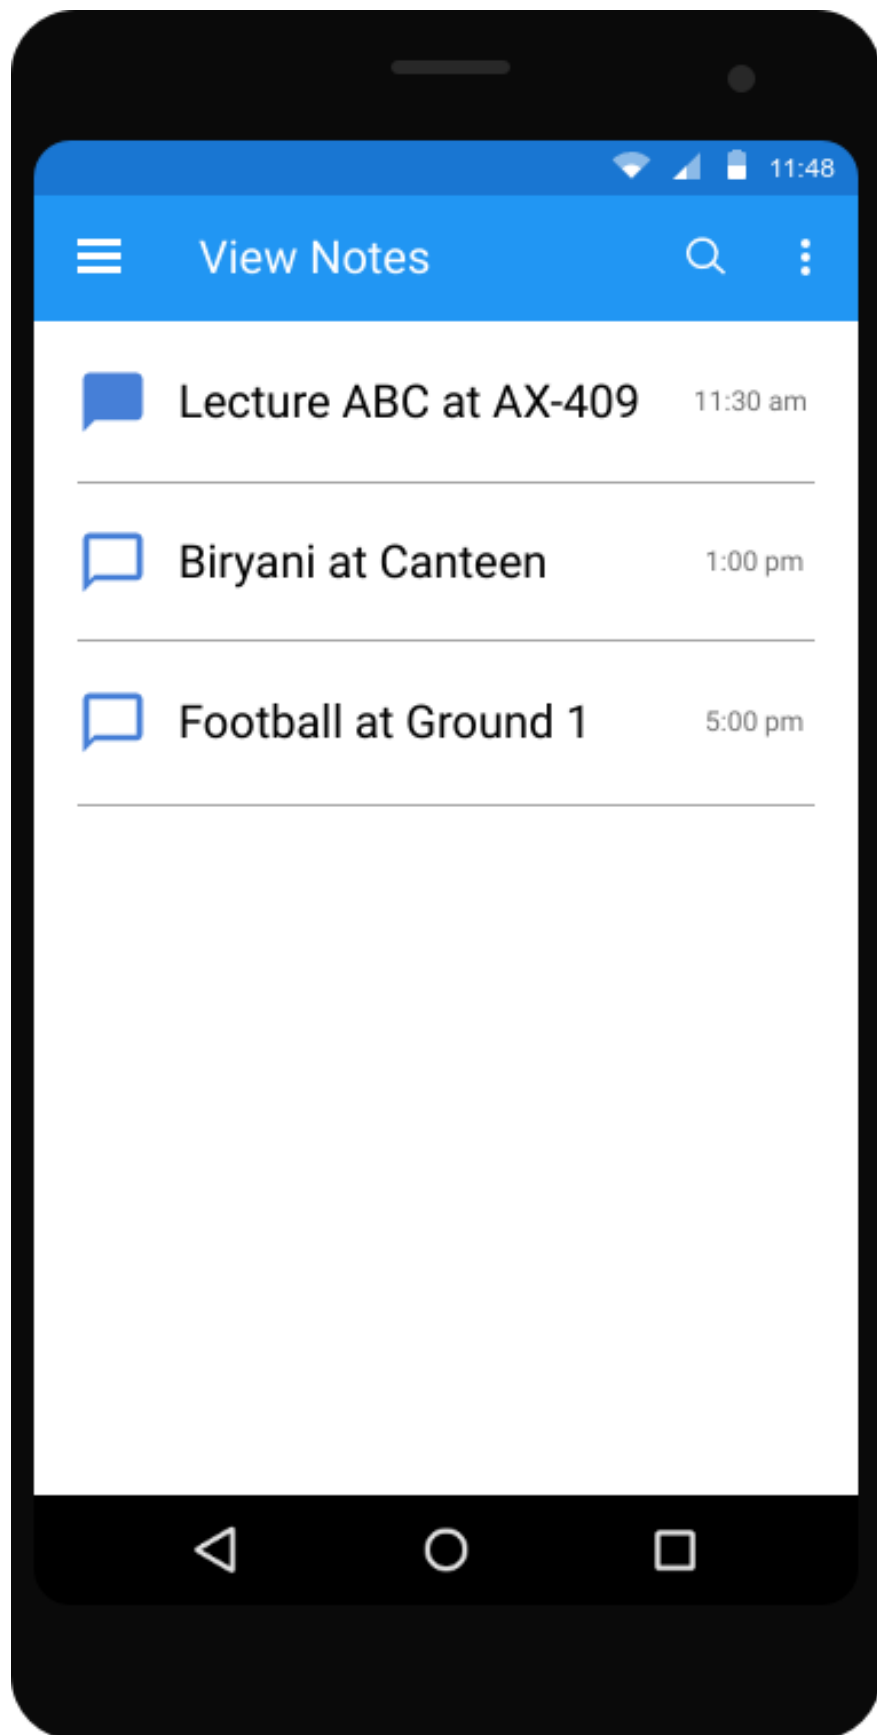 11:48
View Notes
Lecture ABC at AX-409 11:30 am
Biryani at Canteen 1:00 pm
Football at Ground 1 5:00 pm